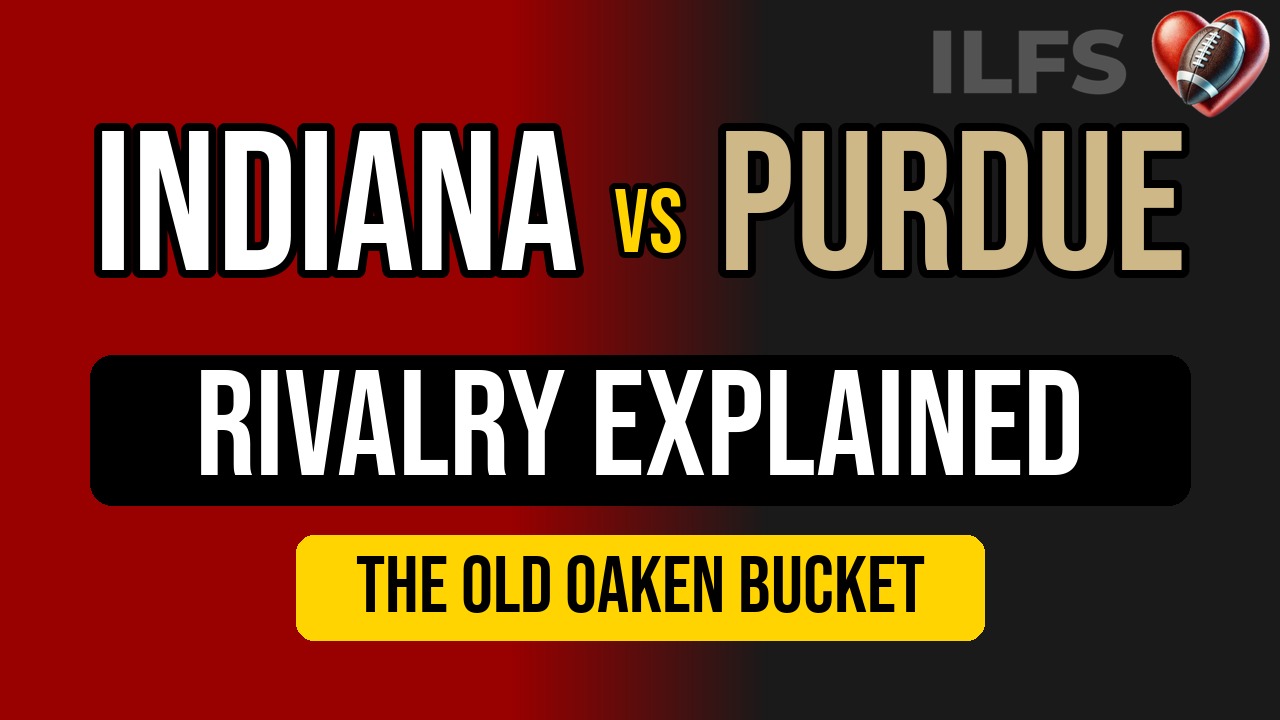 ILFS
INDIANA VS PURDUE
RIVALRY EXPLAINED
THE OLD OAKEN BUCKET